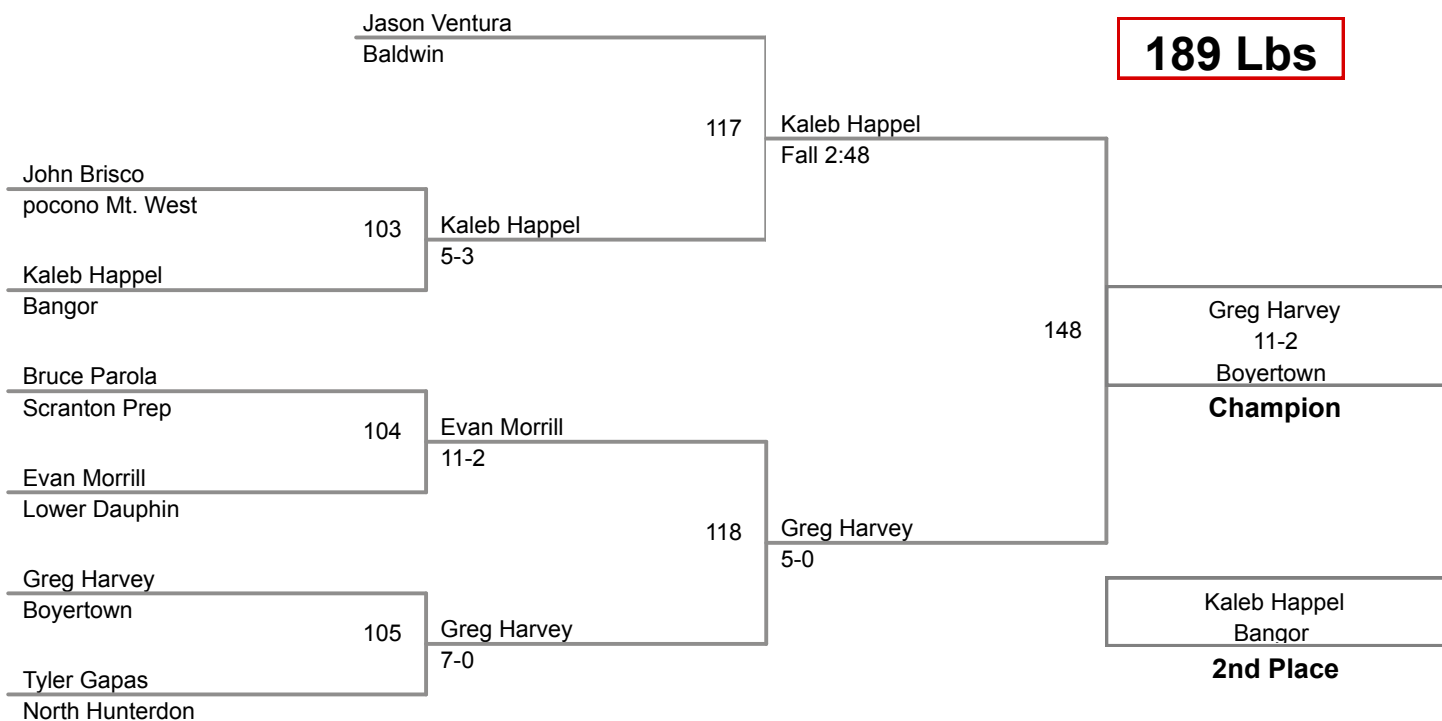 Jason Ventura
Baldwin
189 Lbs
117
Kaleb Happel
Fall 2:48
John Brisco
pocono Mt. West
103
Kaleb Happel
5-3
Kaleb Happel
Bangor
148
Greg Harvey
11-2
Boyertown
Champion
Bruce Parola
Scranton Prep
104
Evan Morrill
11-2
Evan Morrill
Lower Dauphin
118
Greg Harvey
5-0
Greg Harvey
Boyertown
105
Greg Harvey
7-0
Tyler Gapas
North Hunterdon
Kaleb Happel
Bangor
2nd Place